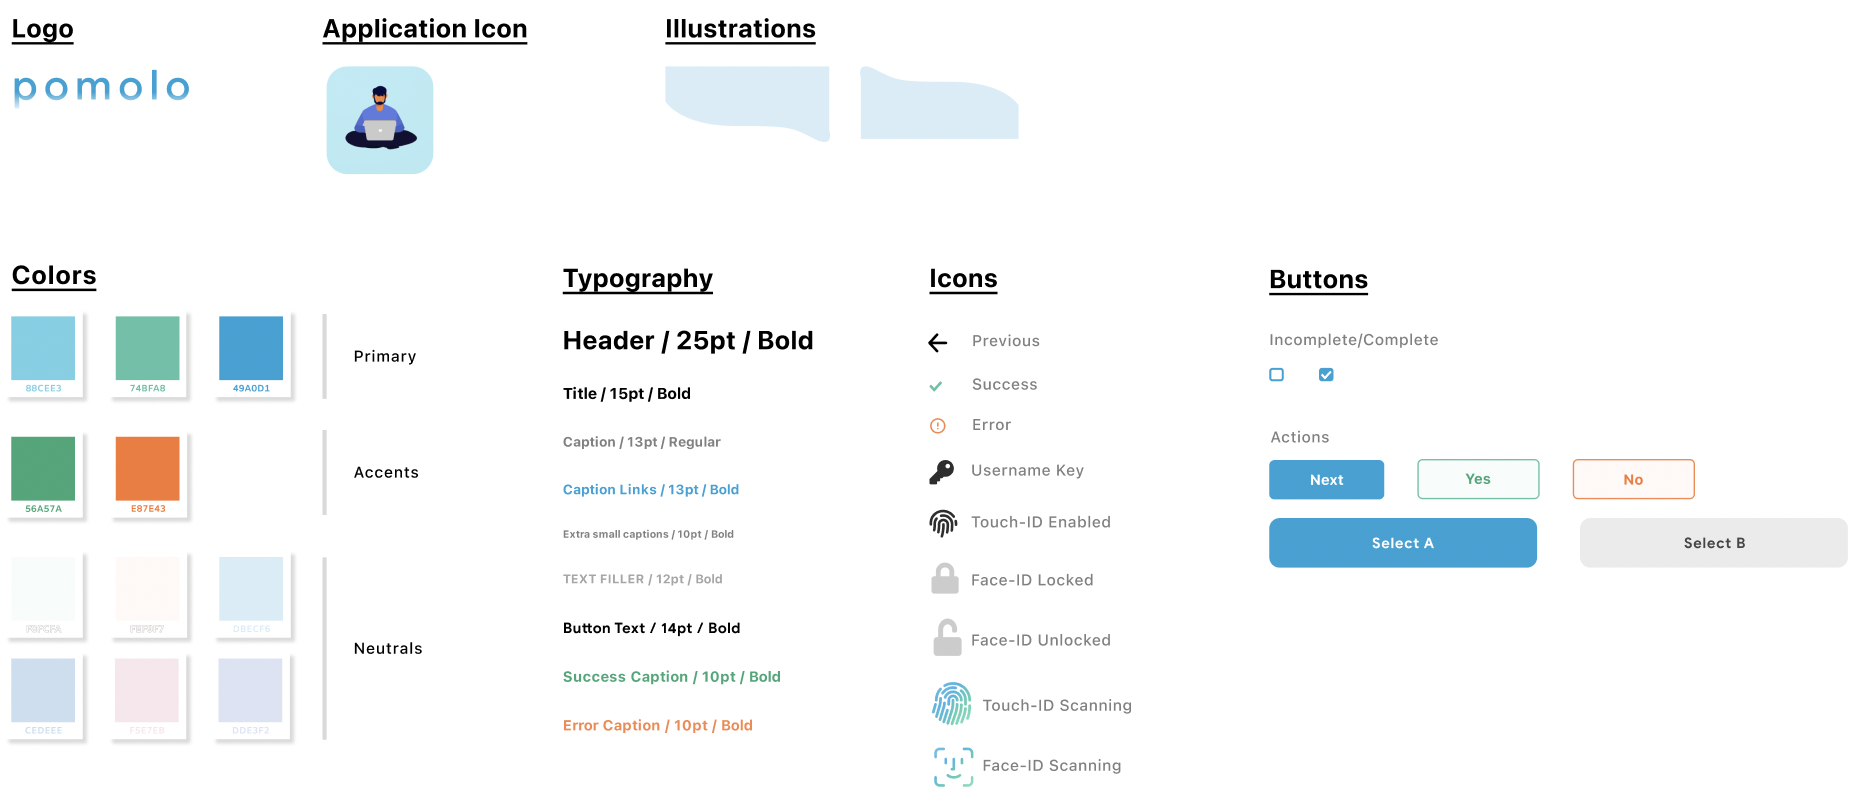 Logo
Application Icon
Illustrations
pomolo
Colors
88CEE3
74BFA8
49A0D1
Primary
56A57A
E87E43
Accents
F8FCFA
FEF8F7
DBECF6
CEDEEE
F5E7EB
DDE3F2
Neutrals
Typography
Header / 25pt / Bold
Title / 15pt / Bold
Caption / 13pt / Regular
Caption Links / 13pt / Bold
Extra small captions / 10pt / Bold
TEXT FILLER / 12pt / Bold
Button Text / 14pt / Bold
Success Caption / 10pt / Bold
Error Caption / 10pt / Bold
Icons
Previous
Success
Error
Username Key
Touch-ID Enabled
Face-ID Locked
Face-ID Unlocked
Touch-ID Scanning
Face-ID Scanning
Buttons
Incomplete/Complete
Actions
Next
Yes
No
Select A
Select B